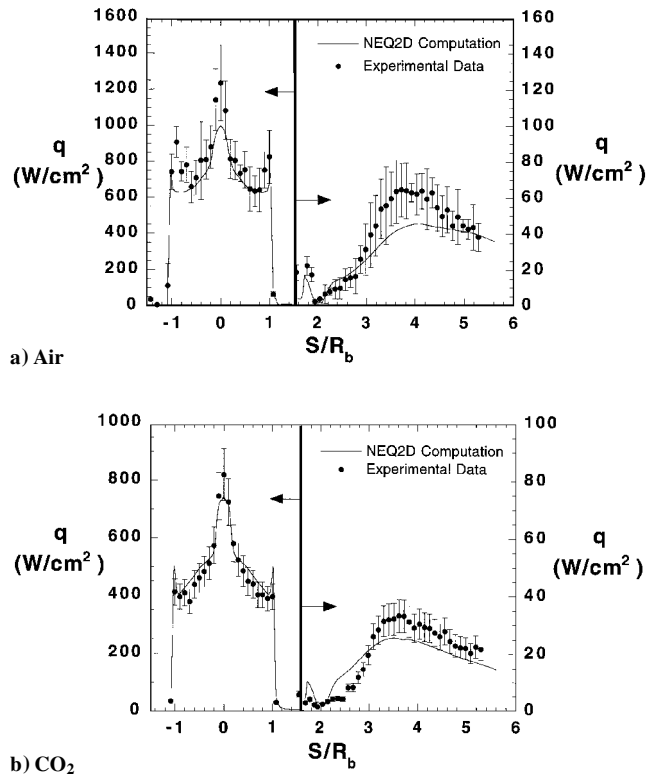 1600
1400
1200
1000
800
600
400
200
0
q
(W/cm²)
NEQ2D Computation
Experimental Data
160
140
120
100
80
60
40
20
0
q
(W/cm²)
-1 0 1 2 3 4 5 6
S/R_b
a) Air
1000
800
600
400
200
0
q
(W/cm²)
NEQ2D Computation
Experimental Data
100
80
60
40
20
0
q
(W/cm²)
-1 0 1 2 3 4 5 6
S/R_b
b) CO₂